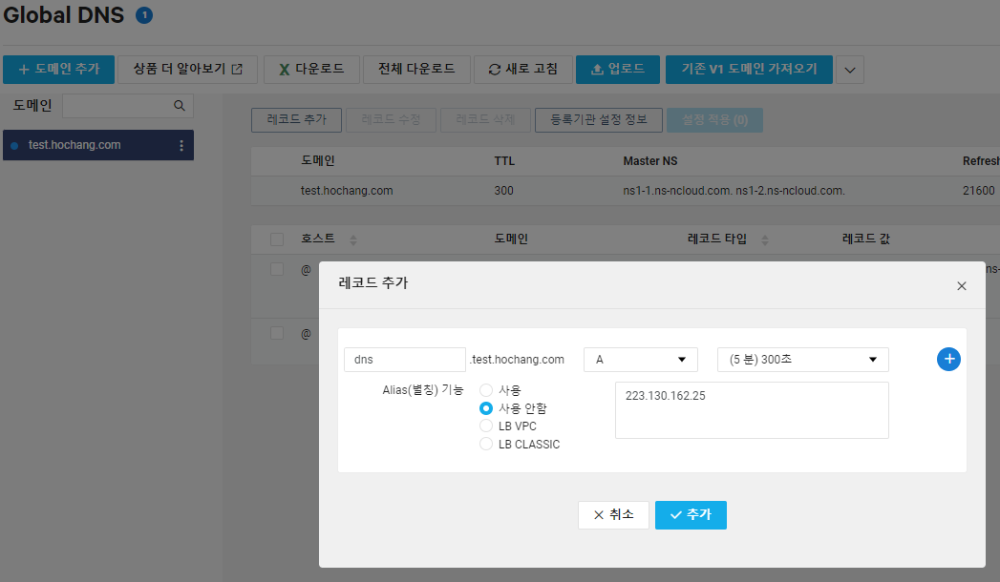 Global DNS 1
+ 도메인 추가 상품 더 알아보기 X 다운로드 전체 다운로드 새로 고침 업로드 기존 V1 도메인 가져오기
도메인
레코드 추가 레코드 수정 레코드 삭제 등록기관 설정 정보 설정 적용 (0)
test.hochang.com
도메인 TTL Master NS Refresh
test.hochang.com 300 ns1-1.ns-ncloud.com. ns1-2.ns-ncloud.com. 21600
호스트 도메인 레코드 타입 레코드 값
@ ns-
@
레코드 추가
dns .test.hochang.com A (5 분) 300초
Alias(별칭) 기능 사용 223.130.162.25
사용 안함
LB VPC
LB CLASSIC
취소 추가